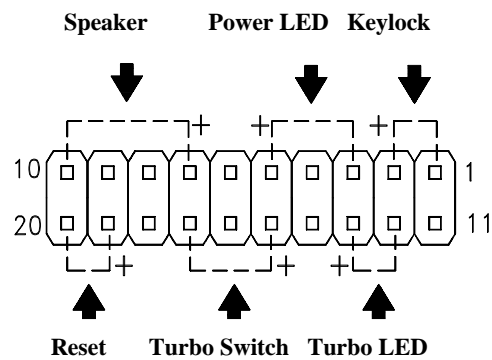 Speaker Power LED Keylock
+ + +
10 1
20 11
+ + +
Reset Turbo Switch Turbo LED